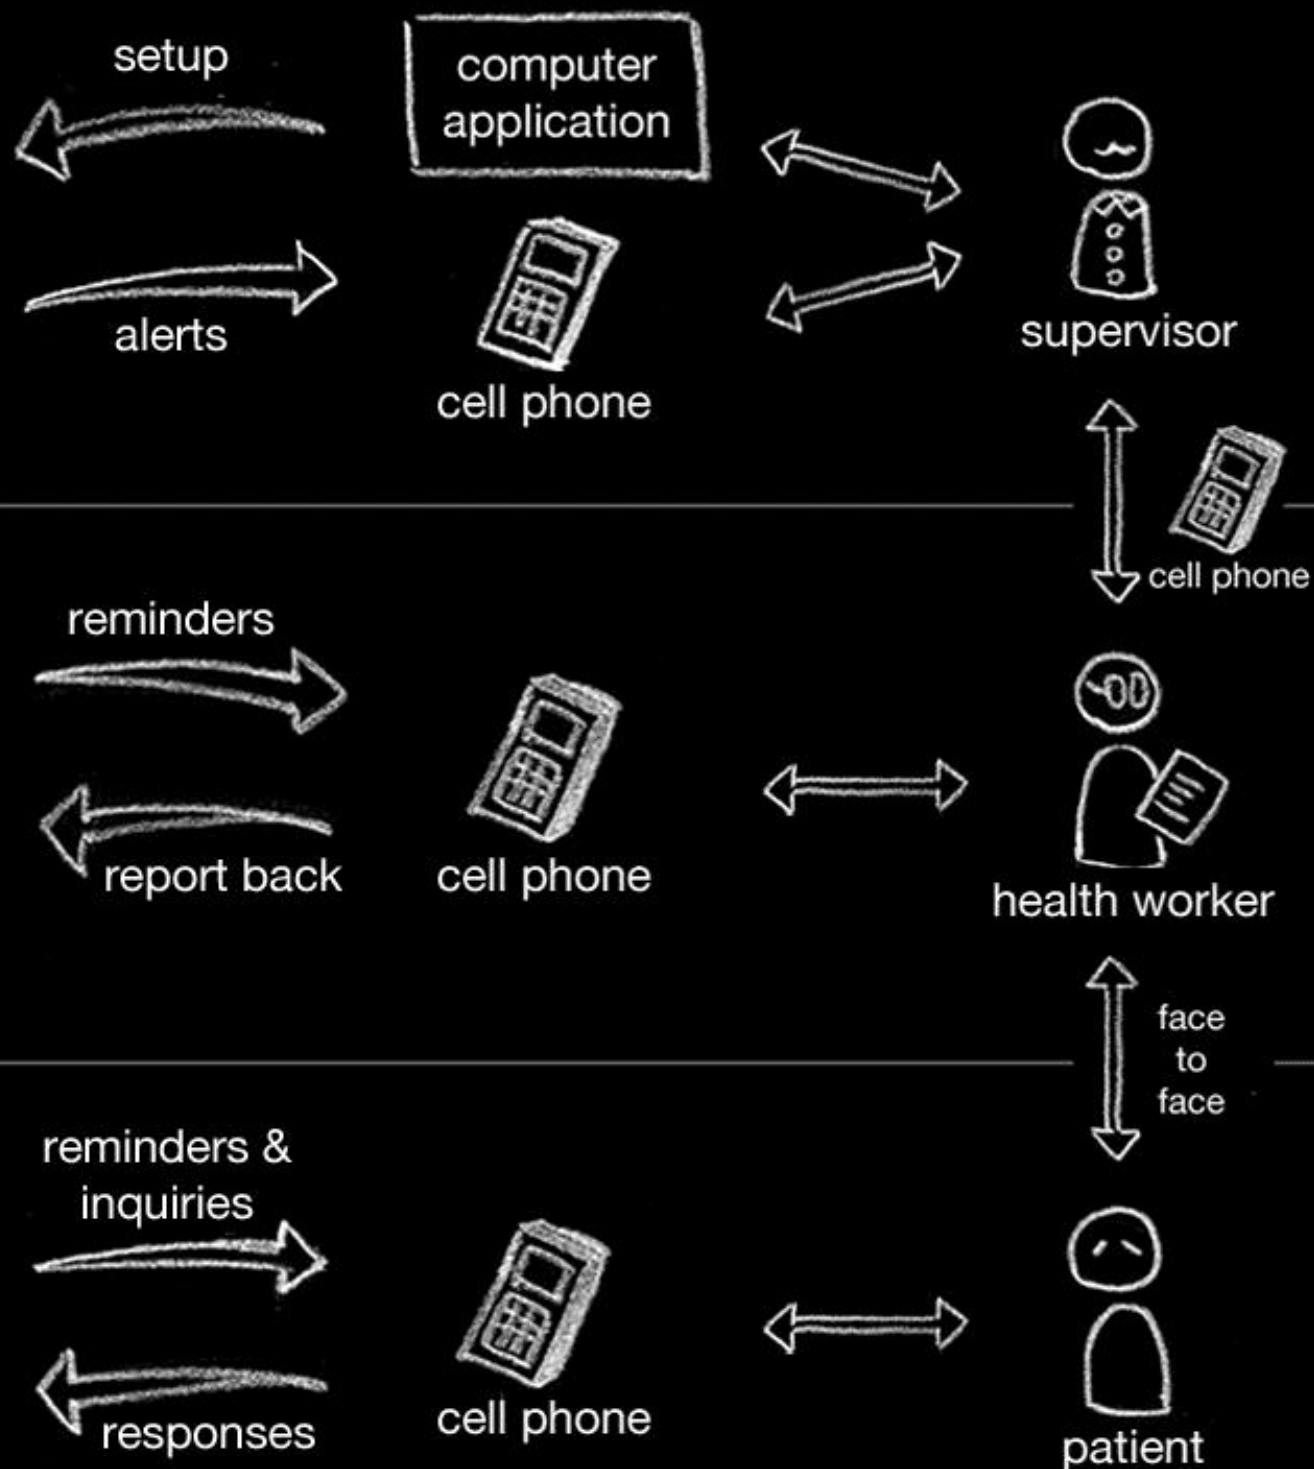 setup
computer
application
alerts
cell phone
supervisor
cell phone
reminders
report back
cell phone
health worker
face
to
face
reminders &
inquiries
responses
cell phone
patient